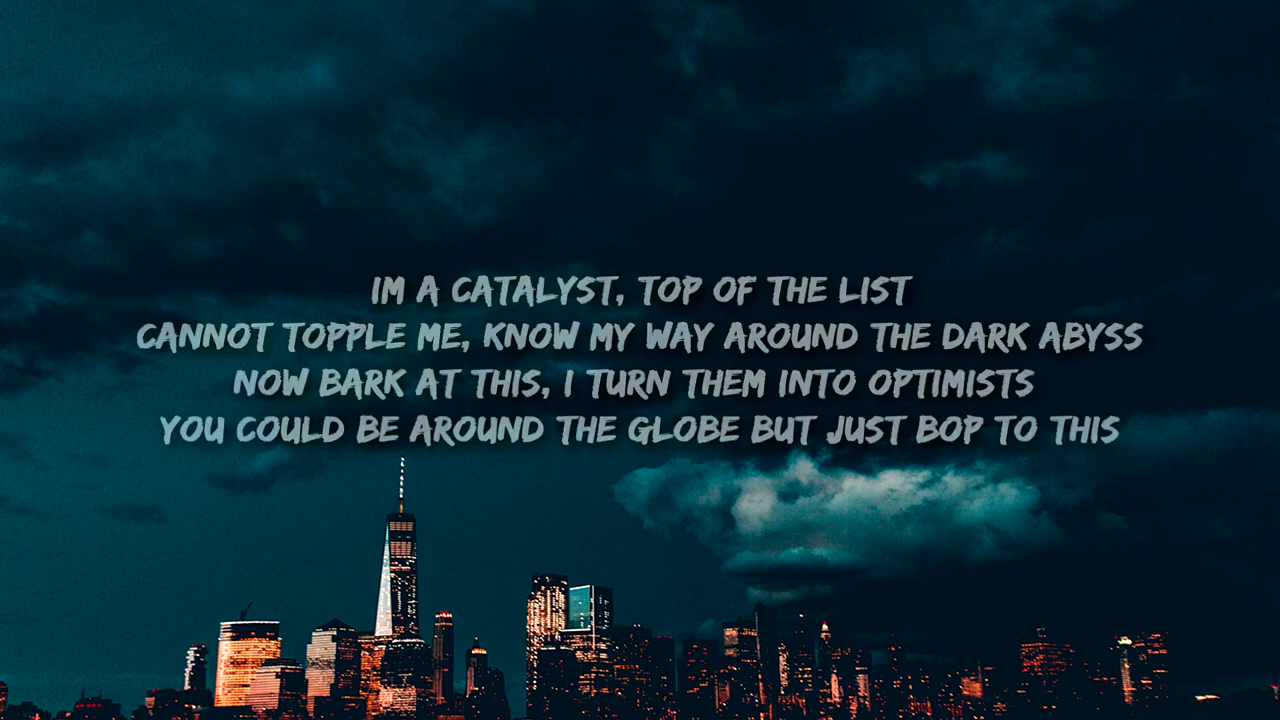 IM A CATALYST, TOP OF THE LIST
CANNOT TOPPLE ME, KNOW MY WAY AROUND THE DARK ABYSS
NOW BARK AT THIS, I TURN THEM INTO OPTIMISTS
YOU COULD BE AROUND THE GLOBE BUT JUST BOP TO THIS